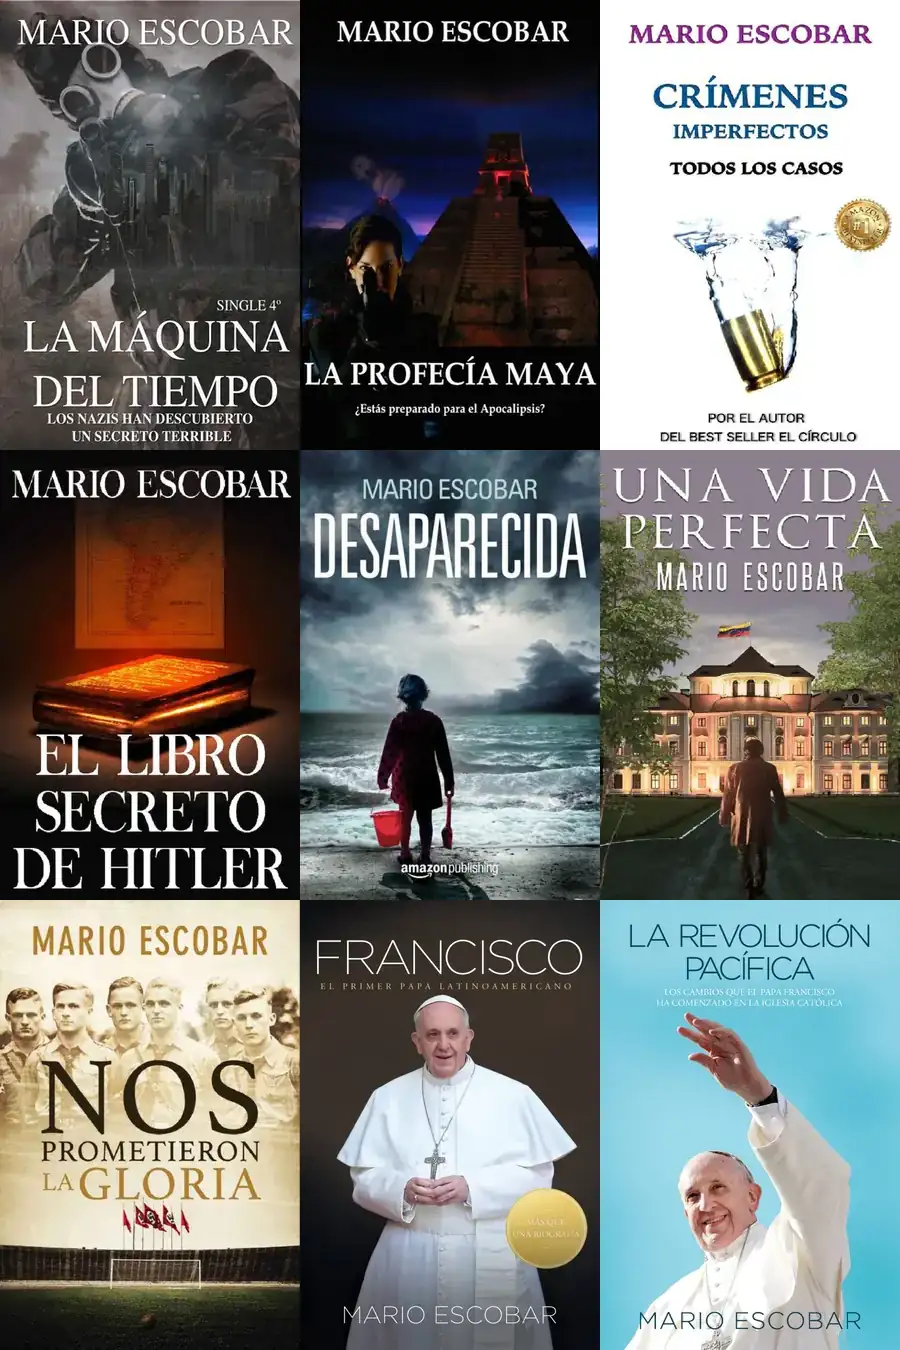 MARIO ESCOBAR
SINGLE 4º
LA MÁQUINA
DEL TIEMPO
LOS NAZIS HAN DESCUBIERTO
UN SECRETO TERRIBLE
MARIO ESCOBAR
LA PROFECÍA MAYA
¿Estás preparado para el Apocalipsis?
MARIO ESCOBAR
CRÍMENES
IMPERFECTOS
TODOS LOS CASOS
#1
POR EL AUTOR
DEL BEST SELLER EL CÍRCULO
MARIO ESCOBAR
EL LIBRO
SECRETO
DE HITLER
MARIO ESCOBAR
DESAPARECIDA
amazonpublishing
UNA VIDA
PERFECTA
MARIO ESCOBAR
MARIO ESCOBAR
NOS
PROMETIERON
LA GLORIA
FRANCISCO
EL PRIMER PAPA LATINOAMERICANO
MÁS QUE
UNA BIOGRAFÍA
MARIO ESCOBAR
LA REVOLUCIÓN
PACÍFICA
LOS CAMBIOS QUE EL PAPA FRANCISCO
HA COMENZADO EN LA IGLESIA CATÓLICA
MARIO ESCOBAR